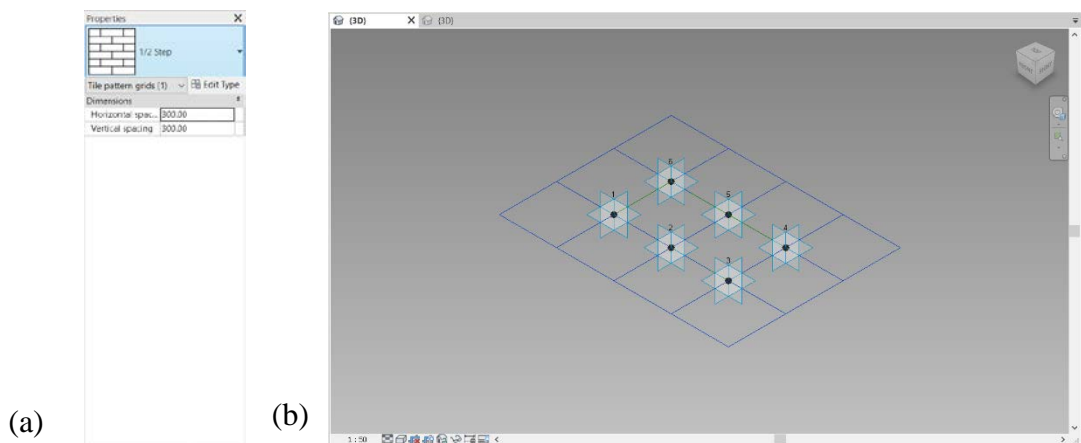 Properties X
1/2 Step
Tile pattern grids (1) Edit Type
Dimensions
Horizontal spac... 300.00
Vertical spacing 300.00
(a)
(3D) X (3D)
6
1 5
2 4
3
1 : 50
(b)